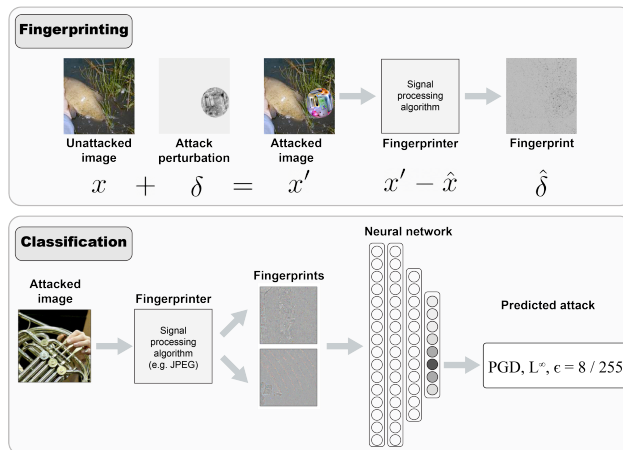 Fingerprinting
Unattacked
image
Attack
perturbation
Attacked
image
Signal
processing
algorithm
Fingerprinter
Fingerprint
x + δ = x′
x′ − x̂
δ̂
Classification
Attacked
image
Fingerprinter
Signal
processing
algorithm
(e.g. JPEG)
Fingerprints
Neural network
Predicted attack
PGD, L∞, ϵ = 8 / 255